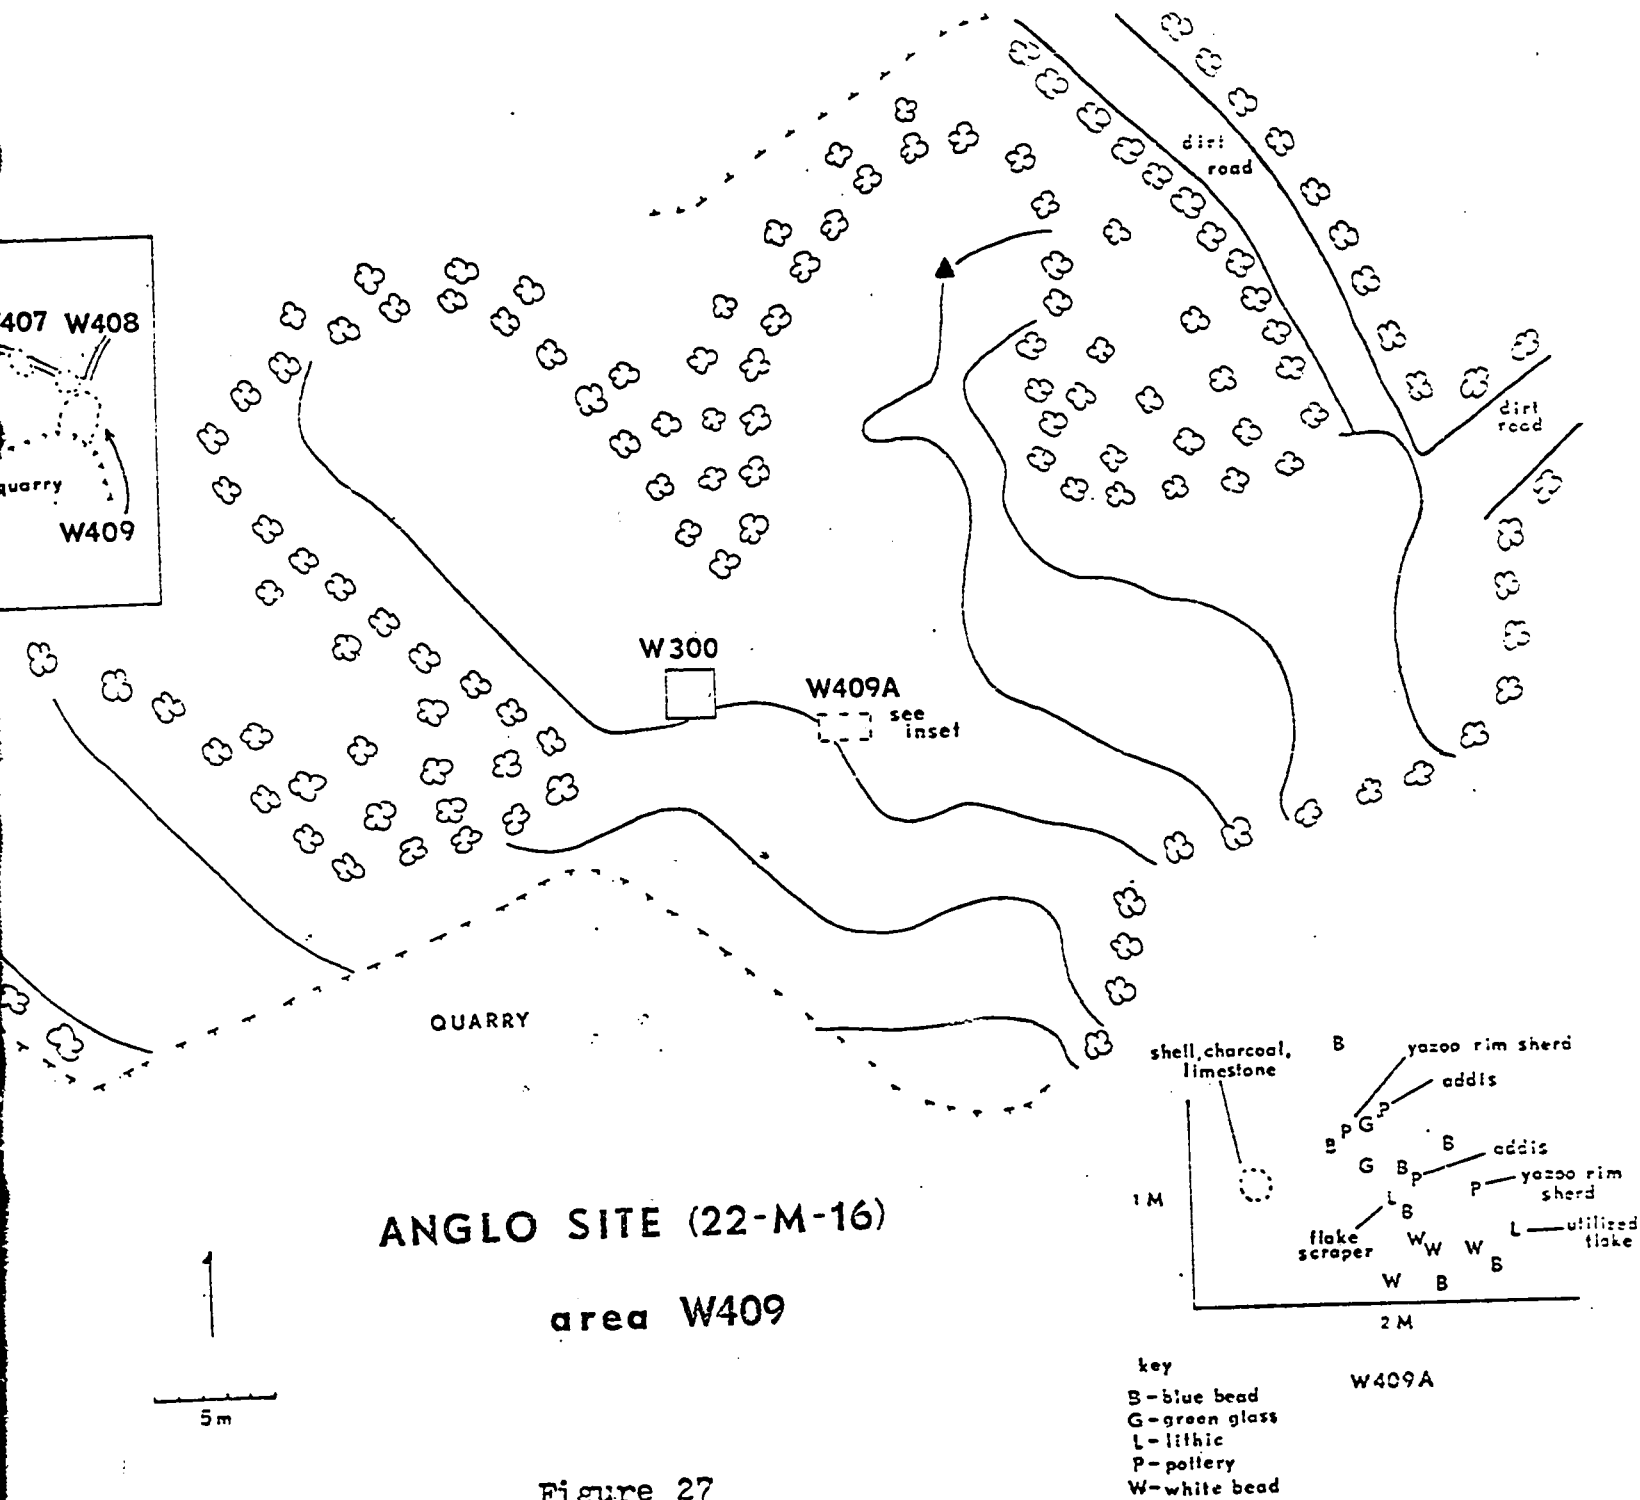 dirt
road
407 W408
quarry
W409
dirt
road
W300
W409A
see
inset
QUARRY
shell, charcoal,
limestone
B
yazoo rim sherd
addis
B P G P
B
G B P
addis
P
yazoo rim
sherd
1 M
L B
flake
scraper
L
utilized
flake
W W W
B
W B
2 M
ANGLO SITE (22-M-16)
area W409
5m
W409A
key
B-blue bead
G-green glass
L-lithic
P-pottery
W-white bead
Figure 27